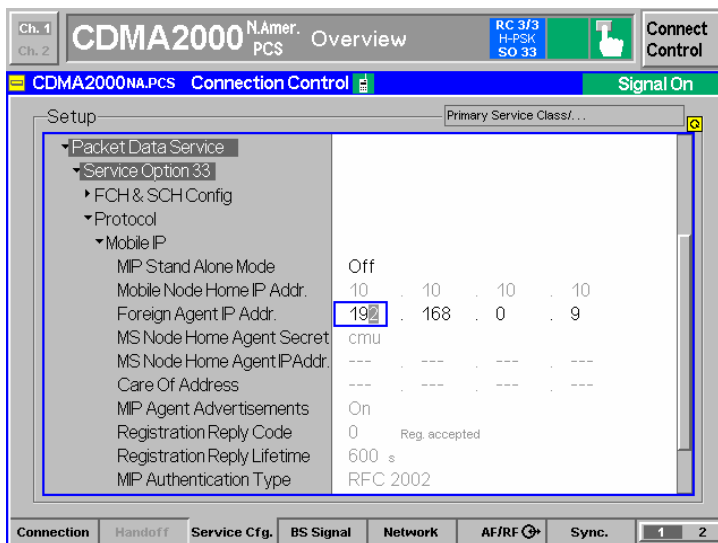 Ch. 1
Ch. 2
CDMA2000 N.Amer. PCS Overview
RC 3/3
H-PSK
SO 33
Connect
Control
CDMA2000 NA.PCS Connection Control
Signal On
Setup
Primary Service Class/...
Packet Data Service
Service Option 33
FCH & SCH Config
Protocol
Mobile IP
MIP Stand Alone Mode Off
Mobile Node Home IP Addr. 10 . 10 . 10 . 10
Foreign Agent IP Addr. 192 . 168 . 0 . 9
MS Node Home Agent Secret cmu
MS Node Home Agent IP Addr. --- . --- . --- . ---
Care Of Address --- . --- . --- . ---
MIP Agent Advertisements On
Registration Reply Code 0 Reg. accepted
Registration Reply Lifetime 600 s
MIP Authentication Type RFC 2002
Connection Handoff Service Cfg. BS Signal Network AF/RF Sync. 1 2